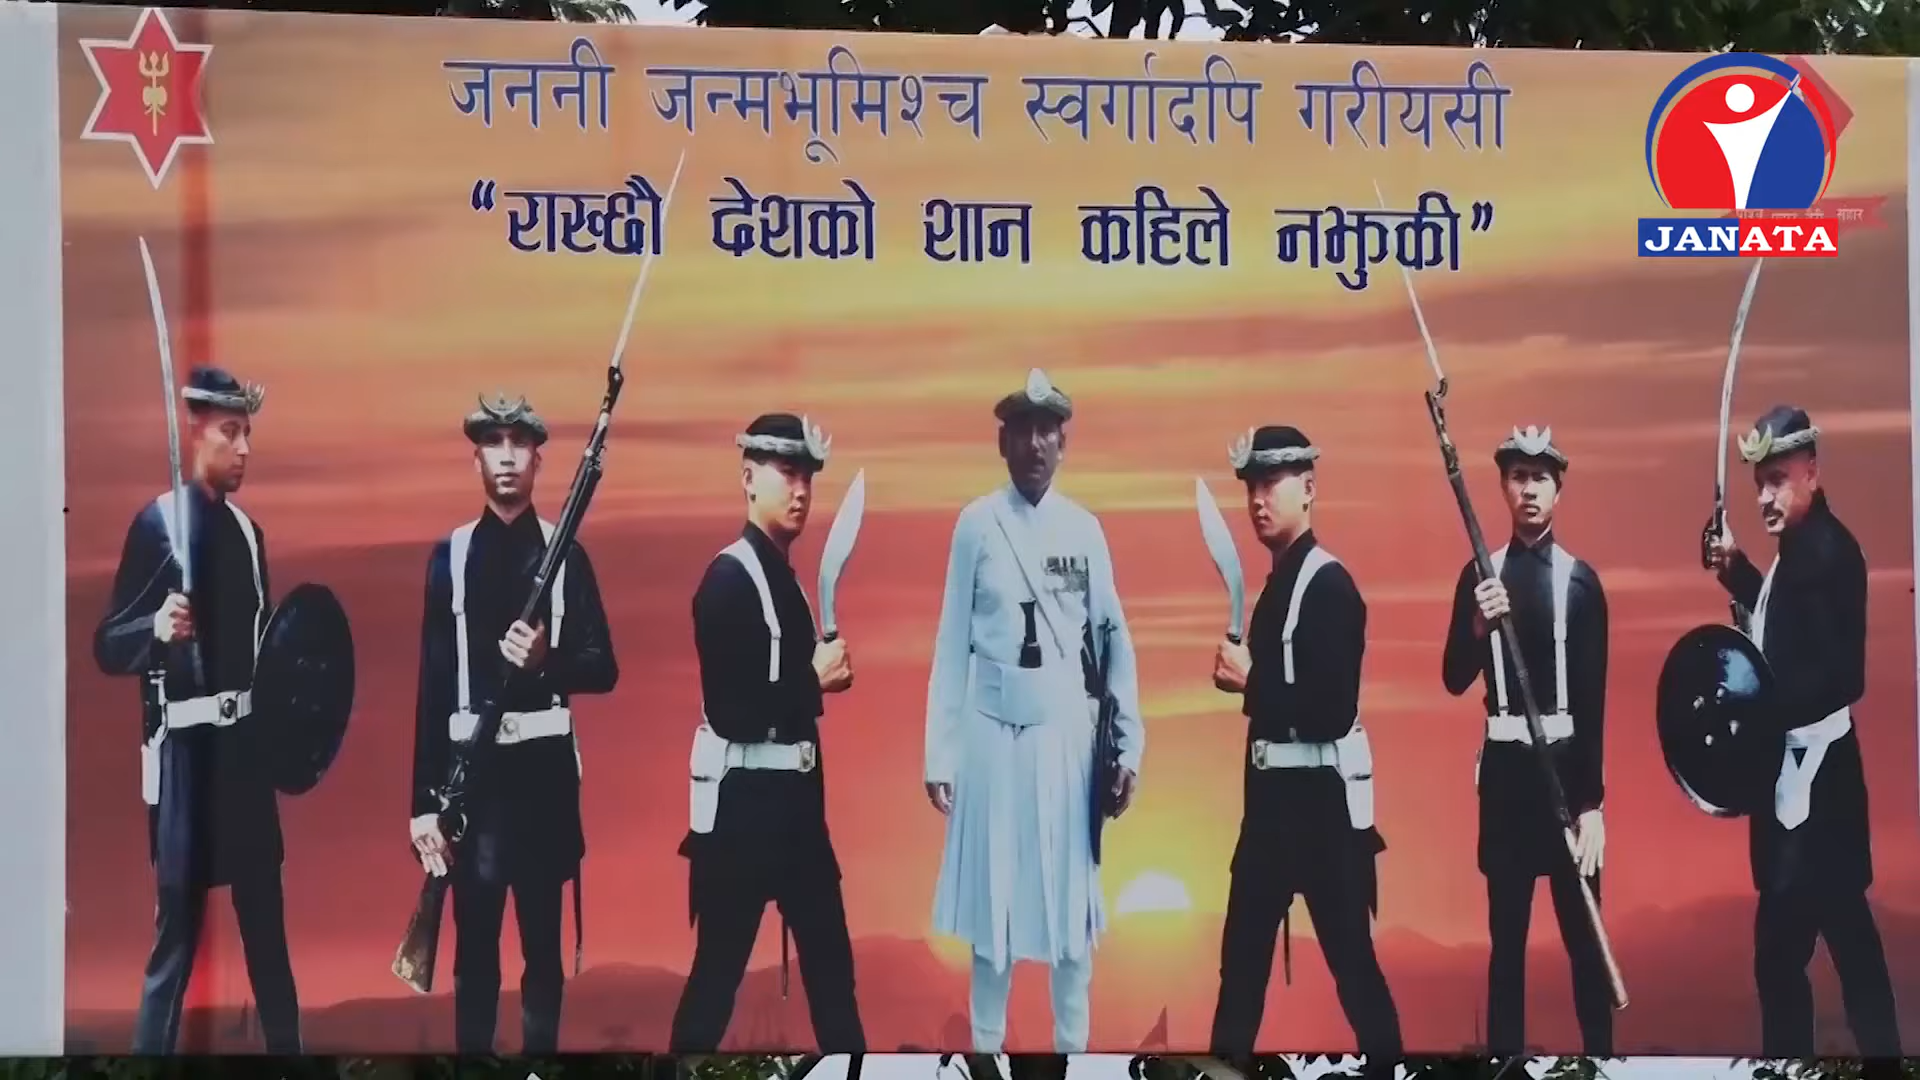 जननी जन्मभूमिश्च स्वर्गादपि गरीयसी
“राख्छौ देशको शान कहिले नझुकी”
JANATA